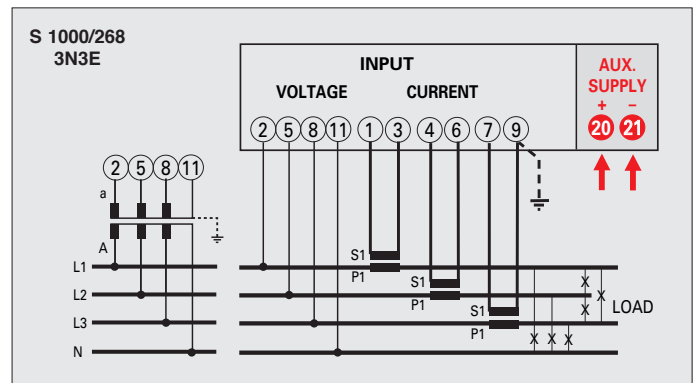 S 1000/268
3N3E
INPUT
VOLTAGE CURRENT
AUX.
SUPPLY
+ –
2 5 8 11 1 3 4 6 7 9
20 21
2 5 8 11
a
A
S1
P1
S1
P1
S1
P1
L1
L2
L3
N
X
X X
X X X
LOAD